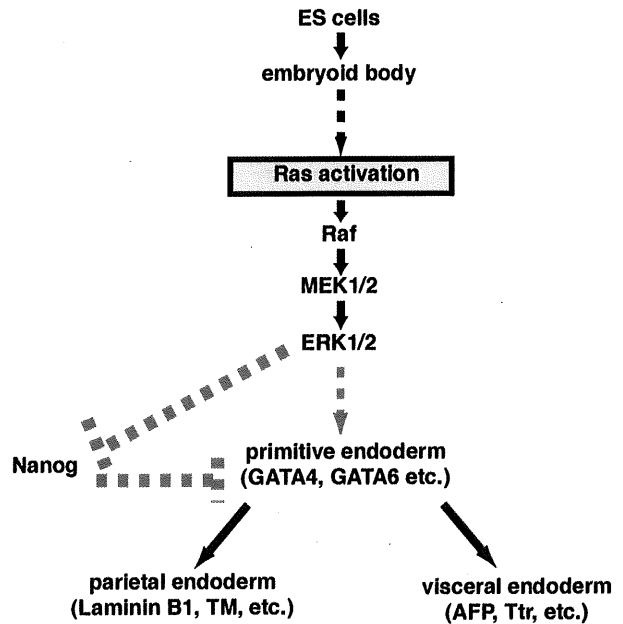 ES cells
embryoid body
Ras activation
Raf
MEK1/2
ERK1/2
Nanog
primitive endoderm
(GATA4, GATA6 etc.)
parietal endoderm
(Laminin B1, TM, etc.)
visceral endoderm
(AFP, Ttr, etc.)